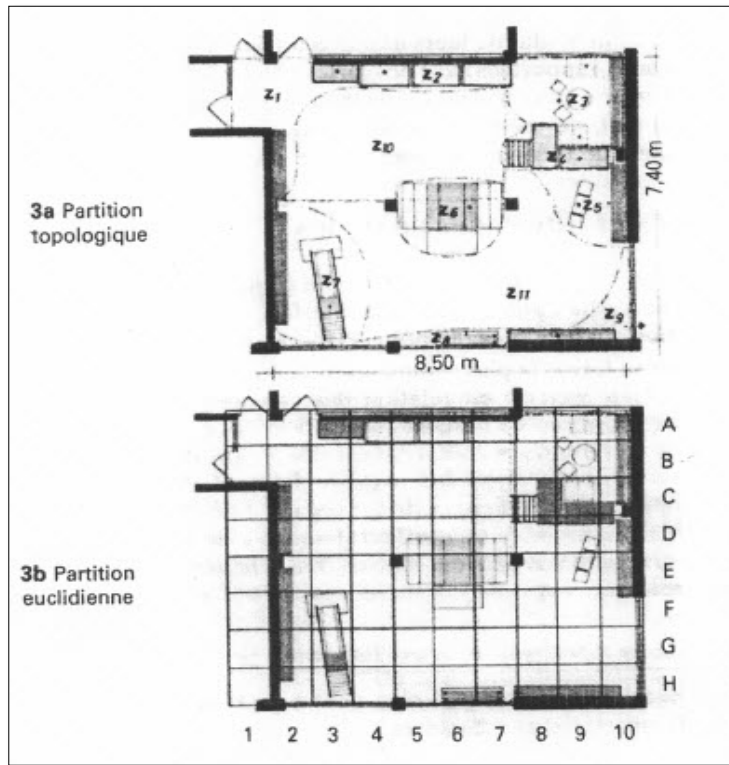 z1
z2
z3
z10
z4
3a Partition
topologique
z6
z5
7,40 m
z7
z11
z9
z8
8,50 m
A
B
C
D
3b Partition
euclidienne
E
F
G
H
1 2 3 4 5 6 7 8 9 10